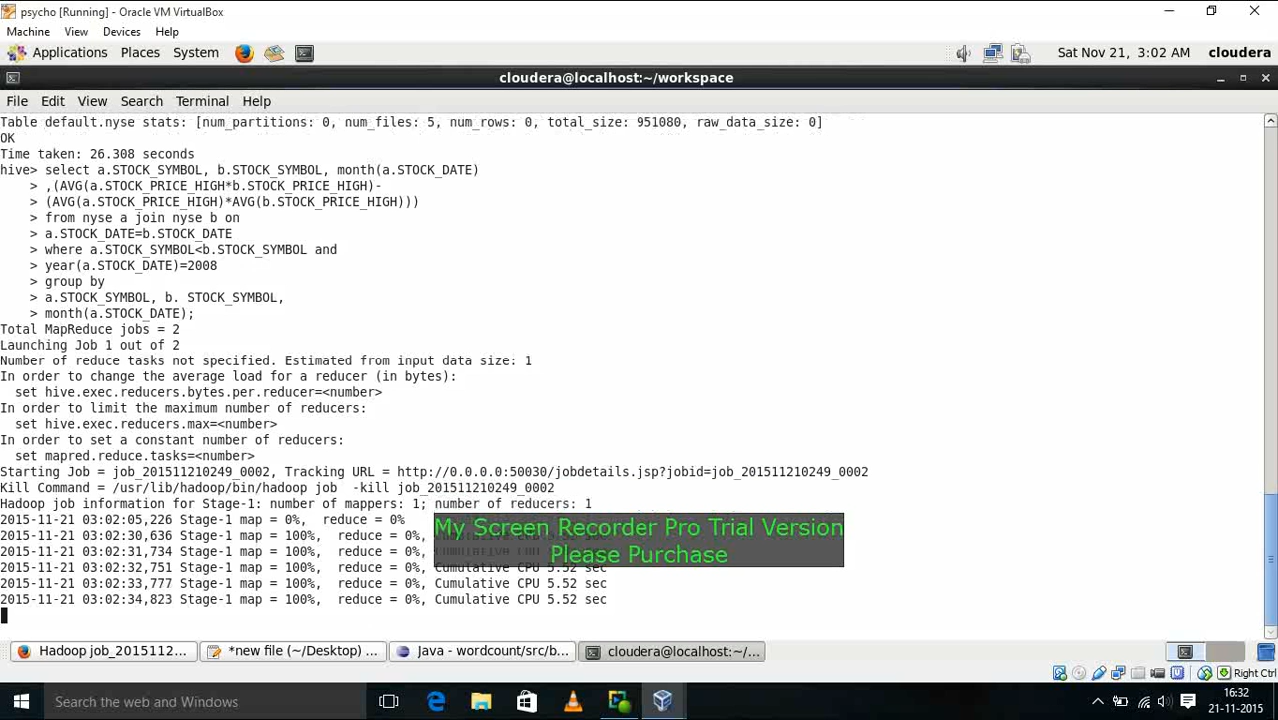 psycho [Running] - Oracle VM VirtualBox
Machine View Devices Help
Applications Places System
Sat Nov 21, 3:02 AM cloudera
cloudera@localhost:~/workspace
File Edit View Search Terminal Help
Table default.nyse stats: [num_partitions: 0, num_files: 5, num_rows: 0, total_size: 951080, raw_data_size: 0]
OK
Time taken: 26.308 seconds
hive> select a.STOCK_SYMBOL, b.STOCK_SYMBOL, month(a.STOCK_DATE)
> ,(AVG(a.STOCK_PRICE_HIGH*b.STOCK_PRICE_HIGH)-
> (AVG(a.STOCK_PRICE_HIGH)*AVG(b.STOCK_PRICE_HIGH)))
> from nyse a join nyse b on
> a.STOCK_DATE=b.STOCK_DATE
> where a.STOCK_SYMBOL<b.STOCK_SYMBOL and
> year(a.STOCK_DATE)=2008
> group by
> a.STOCK_SYMBOL, b. STOCK_SYMBOL,
> month(a.STOCK_DATE);
Total MapReduce jobs = 2
Launching Job 1 out of 2
Number of reduce tasks not specified. Estimated from input data size: 1
In order to change the average load for a reducer (in bytes):
set hive.exec.reducers.bytes.per.reducer=<number>
In order to limit the maximum number of reducers:
set hive.exec.reducers.max=<number>
In order to set a constant number of reducers:
set mapred.reduce.tasks=<number>
Starting Job = job_201511210249_0002, Tracking URL = http://0.0.0.0:50030/jobdetails.jsp?jobid=job_201511210249_0002
Kill Command = /usr/lib/hadoop/bin/hadoop job  -kill job_201511210249_0002
Hadoop job information for Stage-1: number of mappers: 1; number of reducers: 1
2015-11-21 03:02:05,226 Stage-1 map = 0%,  reduce = 0%
2015-11-21 03:02:30,636 Stage-1 map = 100%,  reduce = 0%,
2015-11-21 03:02:31,734 Stage-1 map = 100%,  reduce = 0%,
2015-11-21 03:02:32,751 Stage-1 map = 100%,  reduce = 0%, Cumulative CPU 5.52 sec
2015-11-21 03:02:33,777 Stage-1 map = 100%,  reduce = 0%, Cumulative CPU 5.52 sec
2015-11-21 03:02:34,823 Stage-1 map = 100%,  reduce = 0%, Cumulative CPU 5.52 sec
My Screen Recorder Pro Trial Version
Please Purchase
Hadoop job_2015112... *new file (~/Desktop) ... Java - wordcount/src/b... cloudera@localhost:~/...
Right Ctrl
Search the web and Windows
16:32
21-11-2015